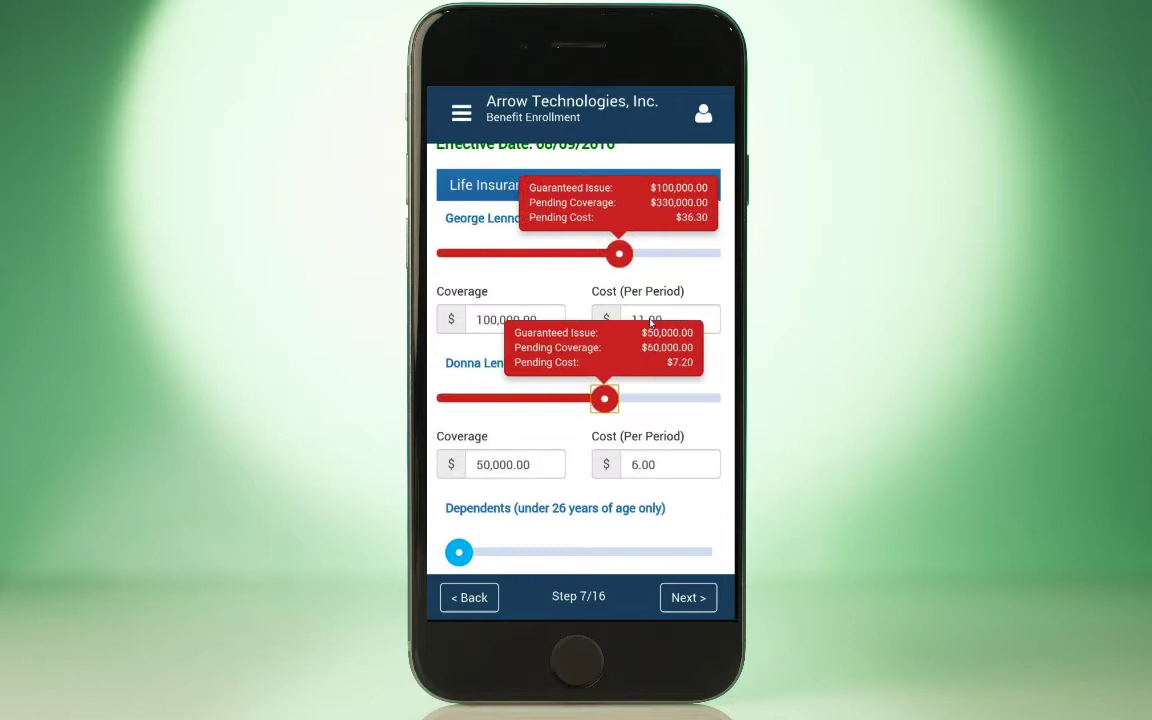 Arrow Technologies, Inc.
Benefit Enrollment
Effective Date: 08/09/2016
Life Insuran
Guaranteed Issue: $100,000.00
Pending Coverage: $330,000.00
Pending Cost: $36.30
George Lenno
Coverage
Cost (Per Period)
$ 100,000.00
$ 11.00
Guaranteed Issue: $50,000.00
Pending Coverage: $60,000.00
Pending Cost: $7.20
Donna Len
Coverage
Cost (Per Period)
$ 50,000.00
$ 6.00
Dependents (under 26 years of age only)
< Back
Step 7/16
Next >